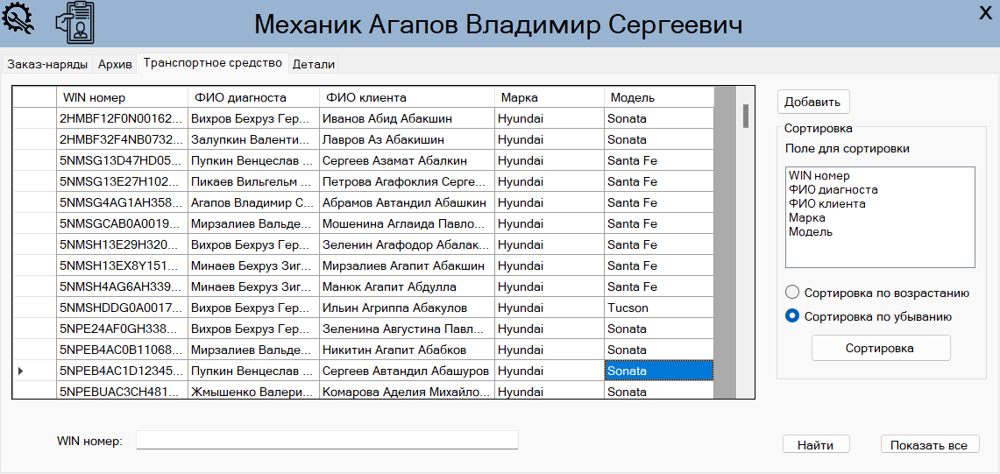 Механик Агапов Владимир Сергеевич X
Заказ-наряды Архив Транспортное средство Детали
WIN номер ФИО диагноста ФИО клиента Марка Модель
2HMBF12F0N00162... Вихров Бехруз Гер... Иванов Абид Абакшин Hyundai Sonata
2HMBF32F4NB0732... Залупкин Валенти... Лавров Аз Абакишин Hyundai Sonata
5NMSG13D47HD05... Пупкин Венцеслав ... Сергеев Азамат Абалкин Hyundai Santa Fe
5NMSG13E27H102... Пикаев Вильгельм ... Петрова Агафоклия Серге... Hyundai Santa Fe
5NMSG4AG1AH358... Агапов Владимир С... Абрамов Автандил Абашкин Hyundai Santa Fe
5NMSGCAB0A0019... Мирзалиев Вальде... Мошенина Аглаида Павло... Hyundai Santa Fe
5NMSH13E29H320... Вихров Бехруз Гер... Зеленин Агафодор Абалак... Hyundai Santa Fe
5NMSH13EX8Y151... Минаев Бехруз Зиг... Мирзалиев Агапит Абакшин Hyundai Santa Fe
5NMSH4AG6AH339... Минаев Бехруз Зиг... Манюк Агапит Абдулла Hyundai Santa Fe
5NMSHDDG0A0017... Вихров Бехруз Гер... Ильин Агриппа Абакулов Hyundai Tucson
5NPE24AF0GH338... Вихров Бехруз Гер... Зеленина Августина Павл... Hyundai Sonata
5NPEB4AC0B11068... Мирзалиев Вальде... Никитин Агапит Абабков Hyundai Sonata
5NPEB4AC1D12345... Пупкин Венцеслав ... Сергеев Автандил Абашуров Hyundai Sonata
5NPEBUAC3CH481... Жмышенко Валери... Комарова Аделия Михайло... Hyundai Sonata
Добавить
Сортировка
Поле для сортировки
WIN номер
ФИО диагноста
ФИО клиента
Марка
Модель
Сортировка по возрастанию
Сортировка по убыванию
Сортировка
WIN номер:
Найти Показать все